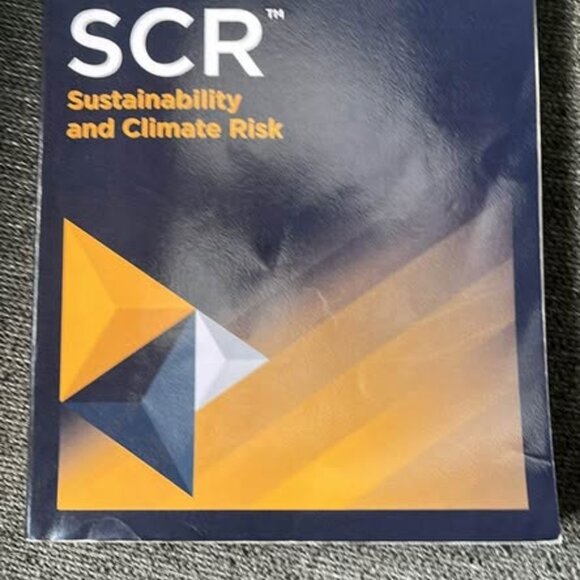 SCR™
Sustainability
and Climate Risk